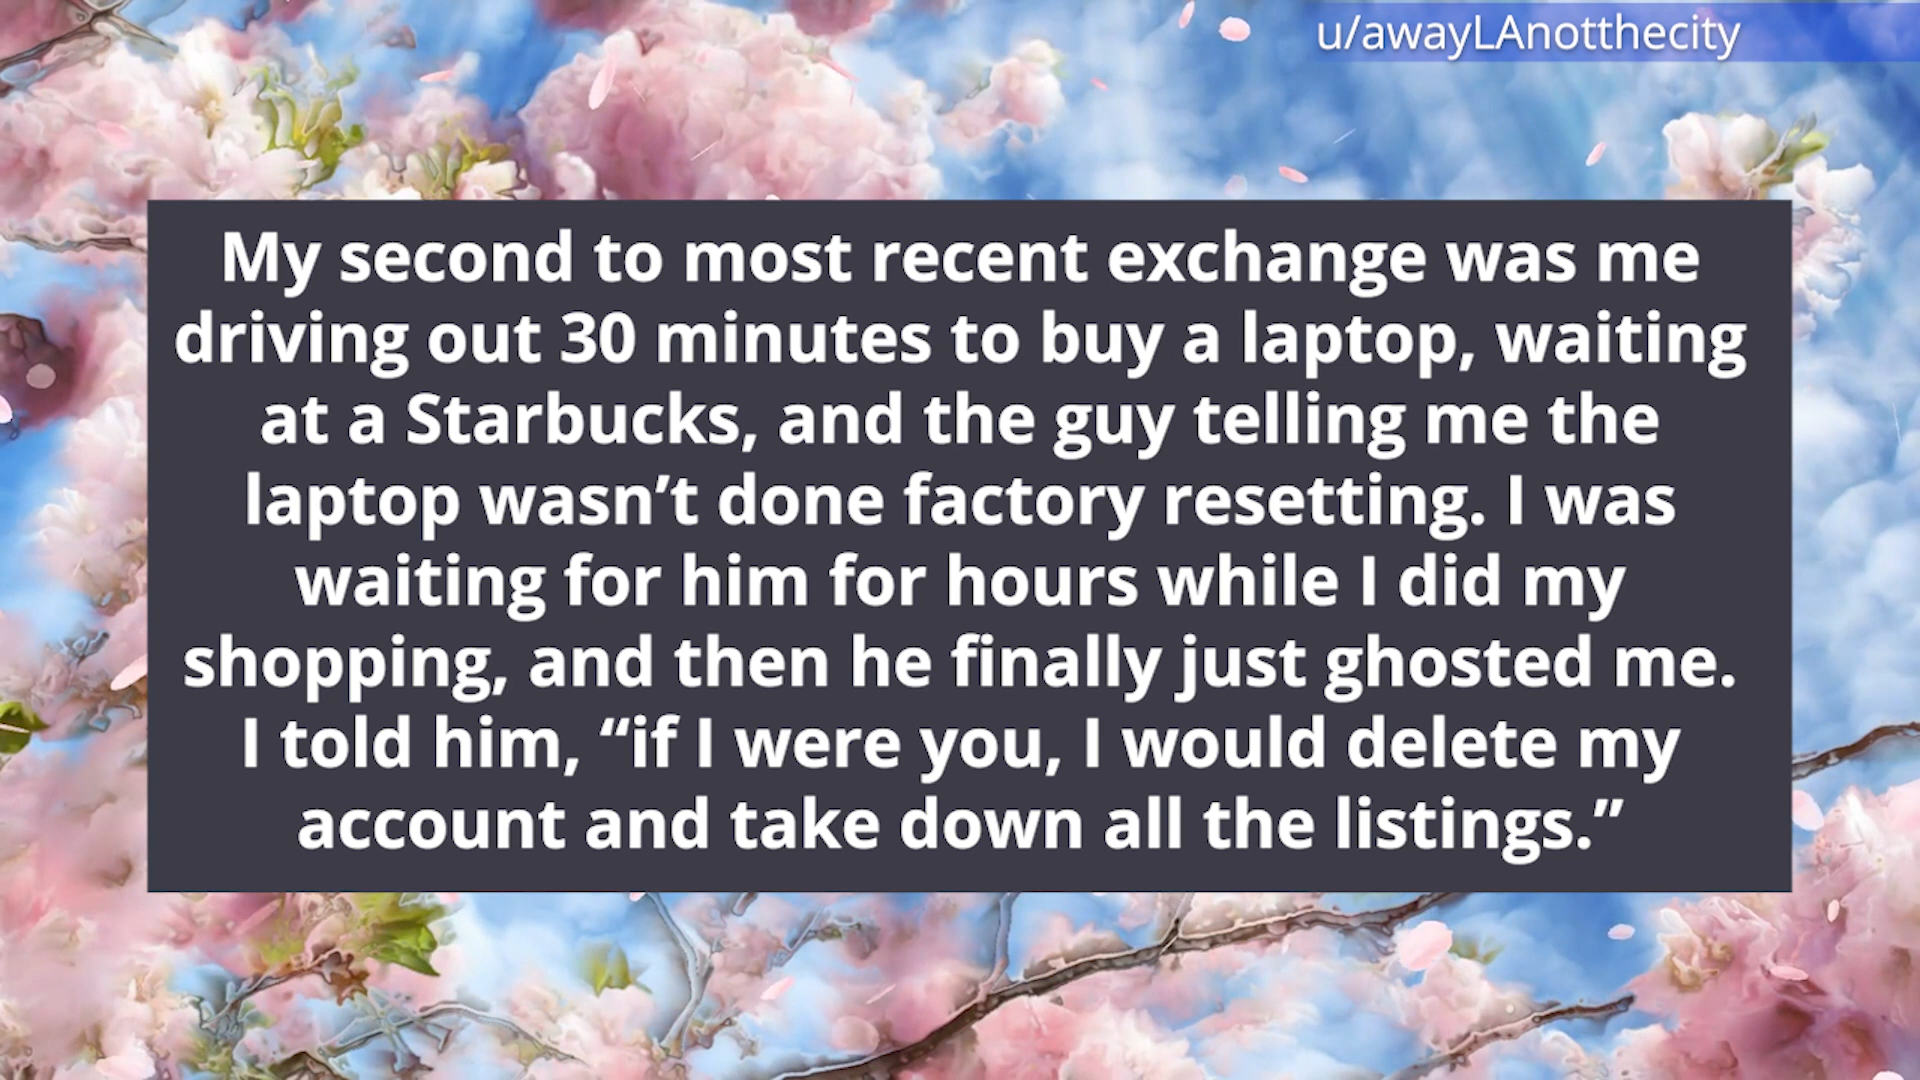 u/awayLAnotthecity
My second to most recent exchange was me
driving out 30 minutes to buy a laptop, waiting
at a Starbucks, and the guy telling me the
laptop wasn’t done factory resetting. I was
waiting for him for hours while I did my
shopping, and then he finally just ghosted me.
I told him, “if I were you, I would delete my
account and take down all the listings.”